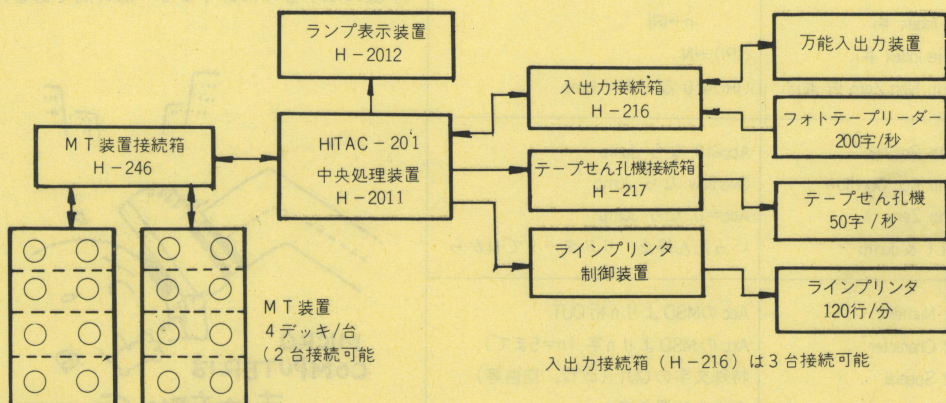 ランプ表示装置
H-2012
万能入出力装置
入出力接続箱
H-216
フォトテープリーダー
200字/秒
MT装置接続箱
H-246
HITAC-201
中央処理装置
H-2011
テープせん孔機接続箱
H-217
テープせん孔機
50字/秒
ラインプリンタ
制御装置
ラインプリンタ
120行/分
MT装置
4デッキ/台
(2台接続可能
入出力接続箱(H-216)は3台接続可能